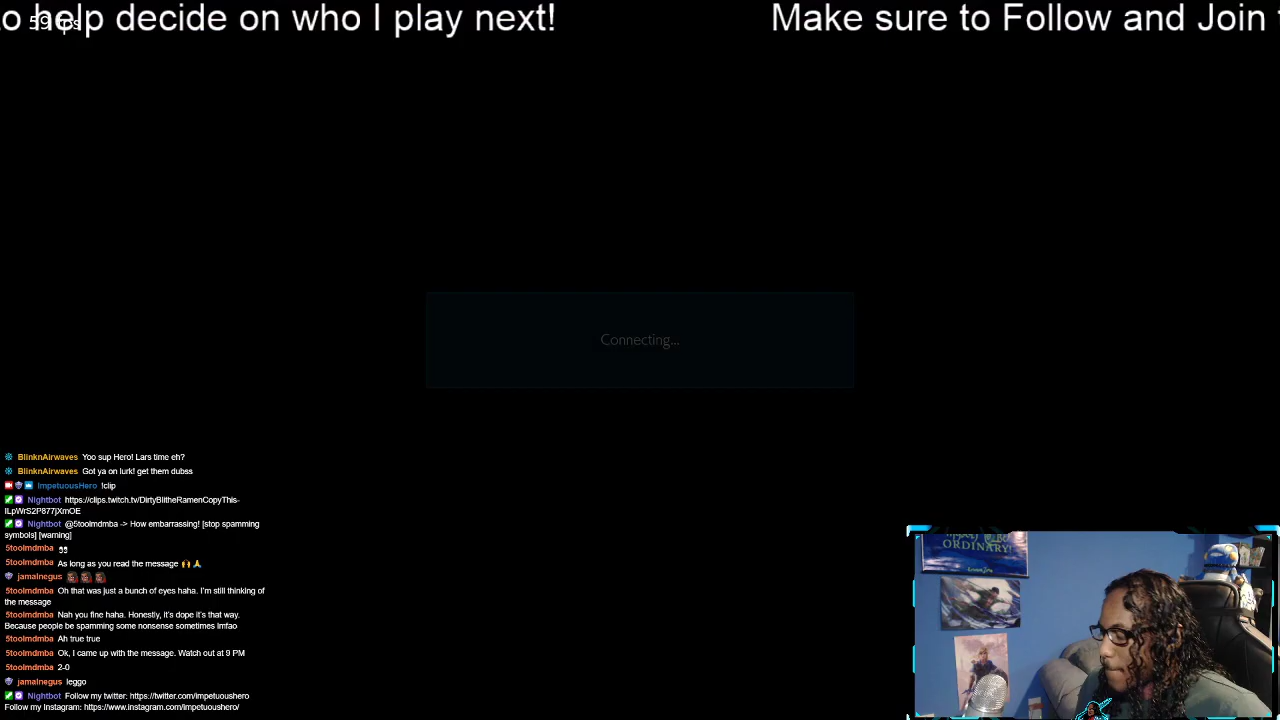 to help decide on who I play next!
Make sure to Follow and Join
59 fps
Connecting...
BlinknAirwaves Yoo sup Hero! Lars time eh?
BlinknAirwaves Got ya on lurk! get them dubss
ImpetuousHero !clip
Nightbot https://clips.twitch.tv/DirtyBlitheRamenCopyThis-
ILpWrS2P877jXmOE
Nightbot @5toolmdmba -> How embarrassing! [stop spamming
symbols] [warning]
5toolmdmba 👀
5toolmdmba As long as you read the message 🙌 🙏
jamalnegus
5toolmdmba Oh that was just a bunch of eyes haha. I'm still thinking of
the message
5toolmdmba Nah you fine haha. Honestly, it's dope it's that way.
Because people be spamming some nonsense sometimes lmfao
5toolmdmba Ah true true
5toolmdmba Ok, I came up with the message. Watch out at 9 PM
5toolmdmba 2-0
jamalnegus leggo
Nightbot Follow my twitter: https://twitter.com/impetuoushero
Follow my Instagram: https://www.instagram.com/impetuoushero/
ORDINARY!